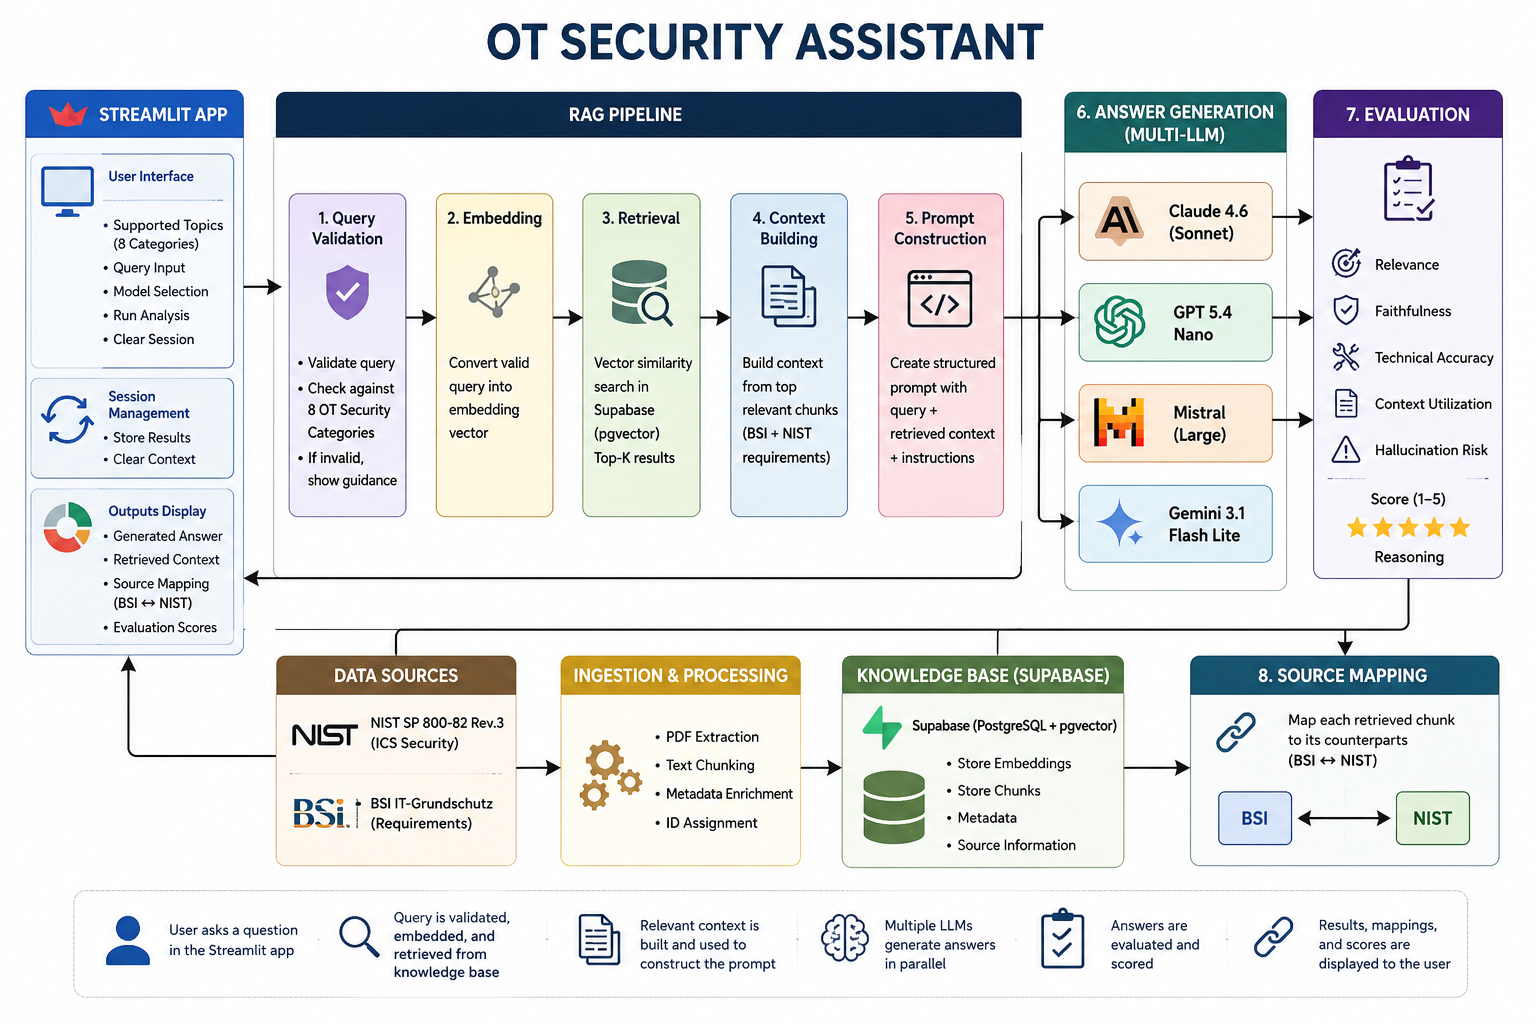 OT SECURITY ASSISTANT
STREAMLIT APP
User Interface
• Supported Topics
(8 Categories)
• Query Input
• Model Selection
• Run Analysis
• Clear Session
Session
Management
• Store Results
• Clear Context
Outputs Display
• Generated Answer
• Retrieved Context
• Source Mapping
(BSI ↔ NIST)
• Evaluation Scores
RAG PIPELINE
1. Query
Validation
• Validate query
• Check against
8 OT Security
Categories
• If invalid,
show guidance
2. Embedding
Convert valid
query into
embedding
vector
3. Retrieval
Vector similarity
search in
Supabase
(pgvector)
Top-K results
4. Context
Building
Build context
from top
relevant chunks
(BSI + NIST
requirements)
5. Prompt
Construction
</>
Create structured
prompt with
query +
retrieved context
+ instructions
6. ANSWER GENERATION
(MULTI-LLM)
AI
Claude 4.6
(Sonnet)
GPT 5.4
Nano
Mistral
(Large)
Gemini 3.1
Flash Lite
7. EVALUATION
Relevance
Faithfulness
Technical Accuracy
Context Utilization
Hallucination Risk
Score (1–5)
Reasoning
DATA SOURCES
NIST
NIST SP 800-82 Rev.3
(ICS Security)
BSi
BSI IT-Grundschutz
(Requirements)
INGESTION & PROCESSING
• PDF Extraction
• Text Chunking
• Metadata Enrichment
• ID Assignment
KNOWLEDGE BASE (SUPABASE)
Supabase (PostgreSQL + pgvector)
• Store Embeddings
• Store Chunks
• Metadata
• Source Information
8. SOURCE MAPPING
Map each retrieved chunk
to its counterparts
(BSI ↔ NIST)
BSI
NIST
User asks a question
in the Streamlit app
Query is validated,
embedded, and
retrieved from
knowledge base
Relevant context is
built and used to
construct the prompt
Multiple LLMs
generate answers
in parallel
Answers are
evaluated and
scored
Results, mappings,
and scores are
displayed to the user